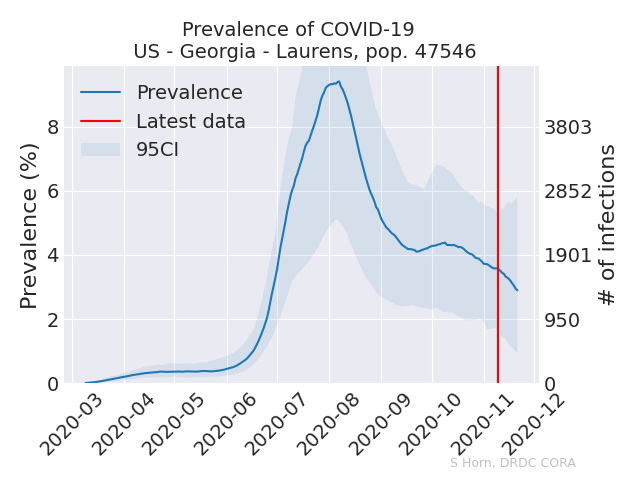 Prevalence of COVID-19
US - Georgia - Laurens, pop. 47546
Prevalence
Latest data
95CI
Prevalence (%)
8
6
4
2
0
3803
2852
1901
950
0
# of infections
2020-03
2020-04
2020-05
2020-06
2020-07
2020-08
2020-09
2020-10
2020-11
2020-12
S Horn, DRDC CORA